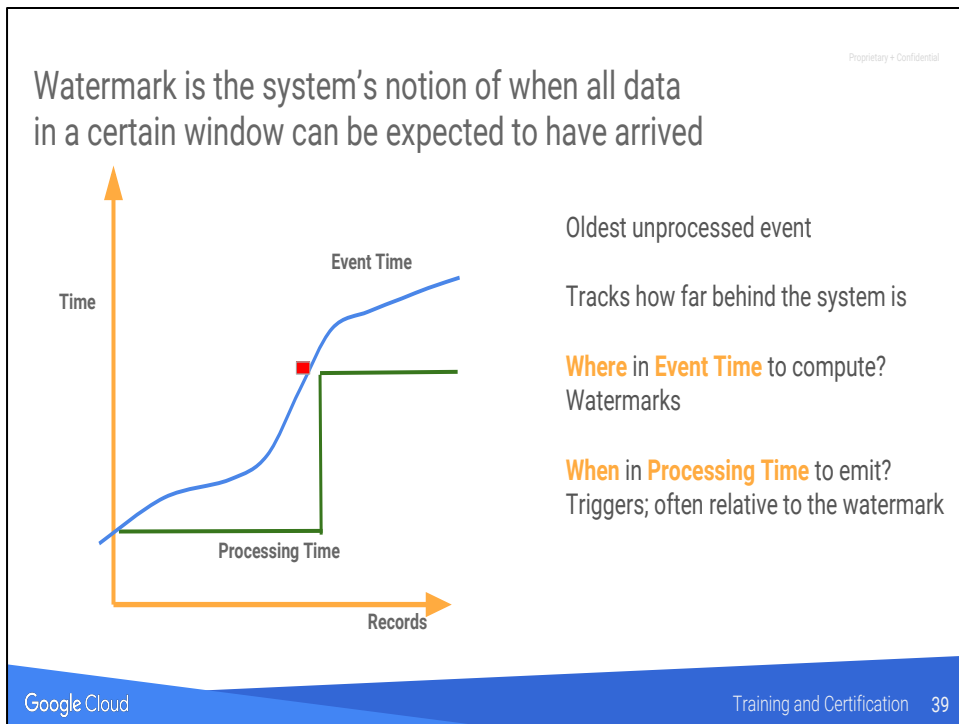 Proprietary + Confidential
Watermark is the system's notion of when all data
in a certain window can be expected to have arrived
Time
Event Time
Processing Time
Records
Oldest unprocessed event
Tracks how far behind the system is
Where in Event Time to compute?
Watermarks
When in Processing Time to emit?
Triggers; often relative to the watermark
Google Cloud
Training and Certification 39